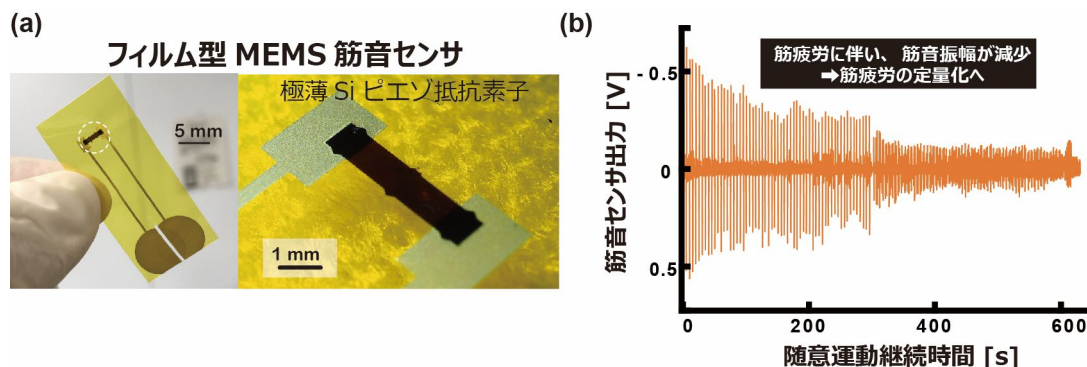 (a)
フィルム型 MEMS 筋音センサ
5 mm
極薄 Si ピエゾ抵抗素子
1 mm
(b)
筋疲労に伴い、筋音振幅が減少
➡筋疲労の定量化へ
筋音センサ出力 [V]
- 0.5
0
0.5
0
200
400
600
随意運動継続時間 [s]